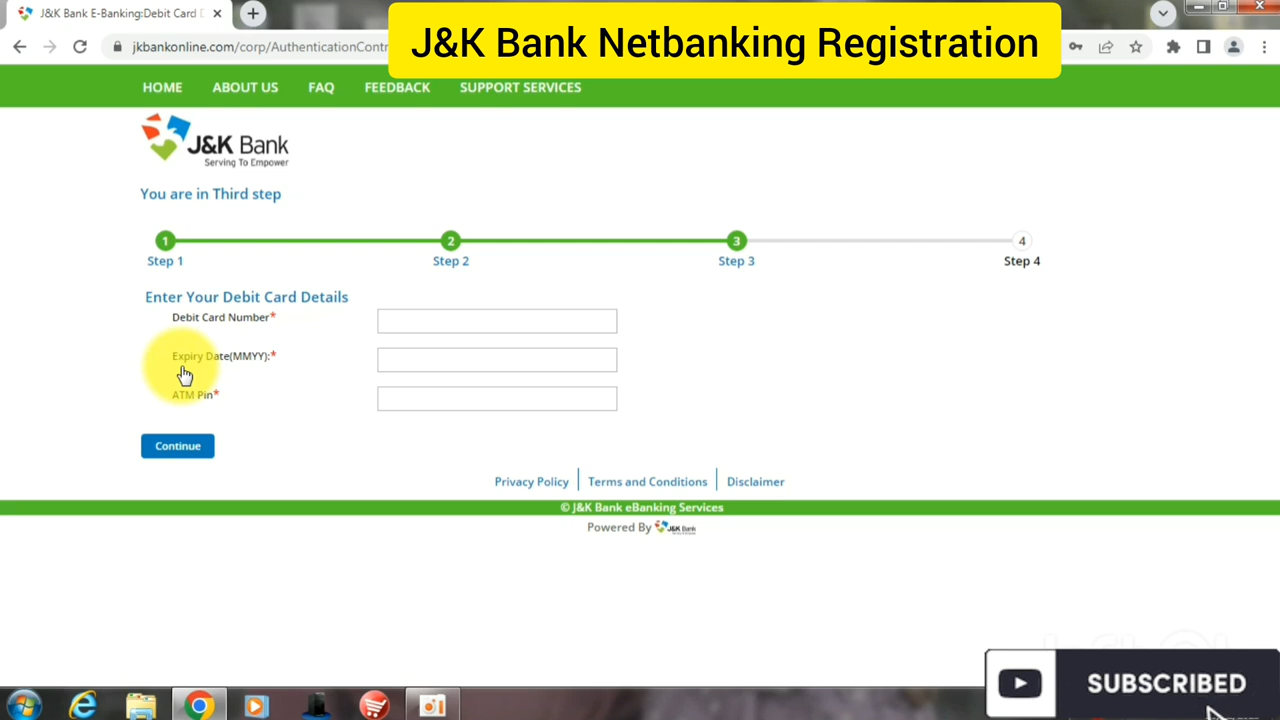 J&K Bank E-Banking:Debit Card D
J&K Bank Netbanking Registration
jkbankonline.com/corp/AuthenticationContr
HOME
ABOUT US
FAQ
FEEDBACK
SUPPORT SERVICES
J&K Bank
Serving To Empower
You are in Third step
1
2
3
4
Step 1
Step 2
Step 3
Step 4
Enter Your Debit Card Details
Debit Card Number*
Expiry Date(MMYY):*
ATM Pin*
Continue
Privacy Policy
Terms and Conditions
Disclaimer
© J&K Bank eBanking Services
Powered By J&K Bank
SUBSCRIBED